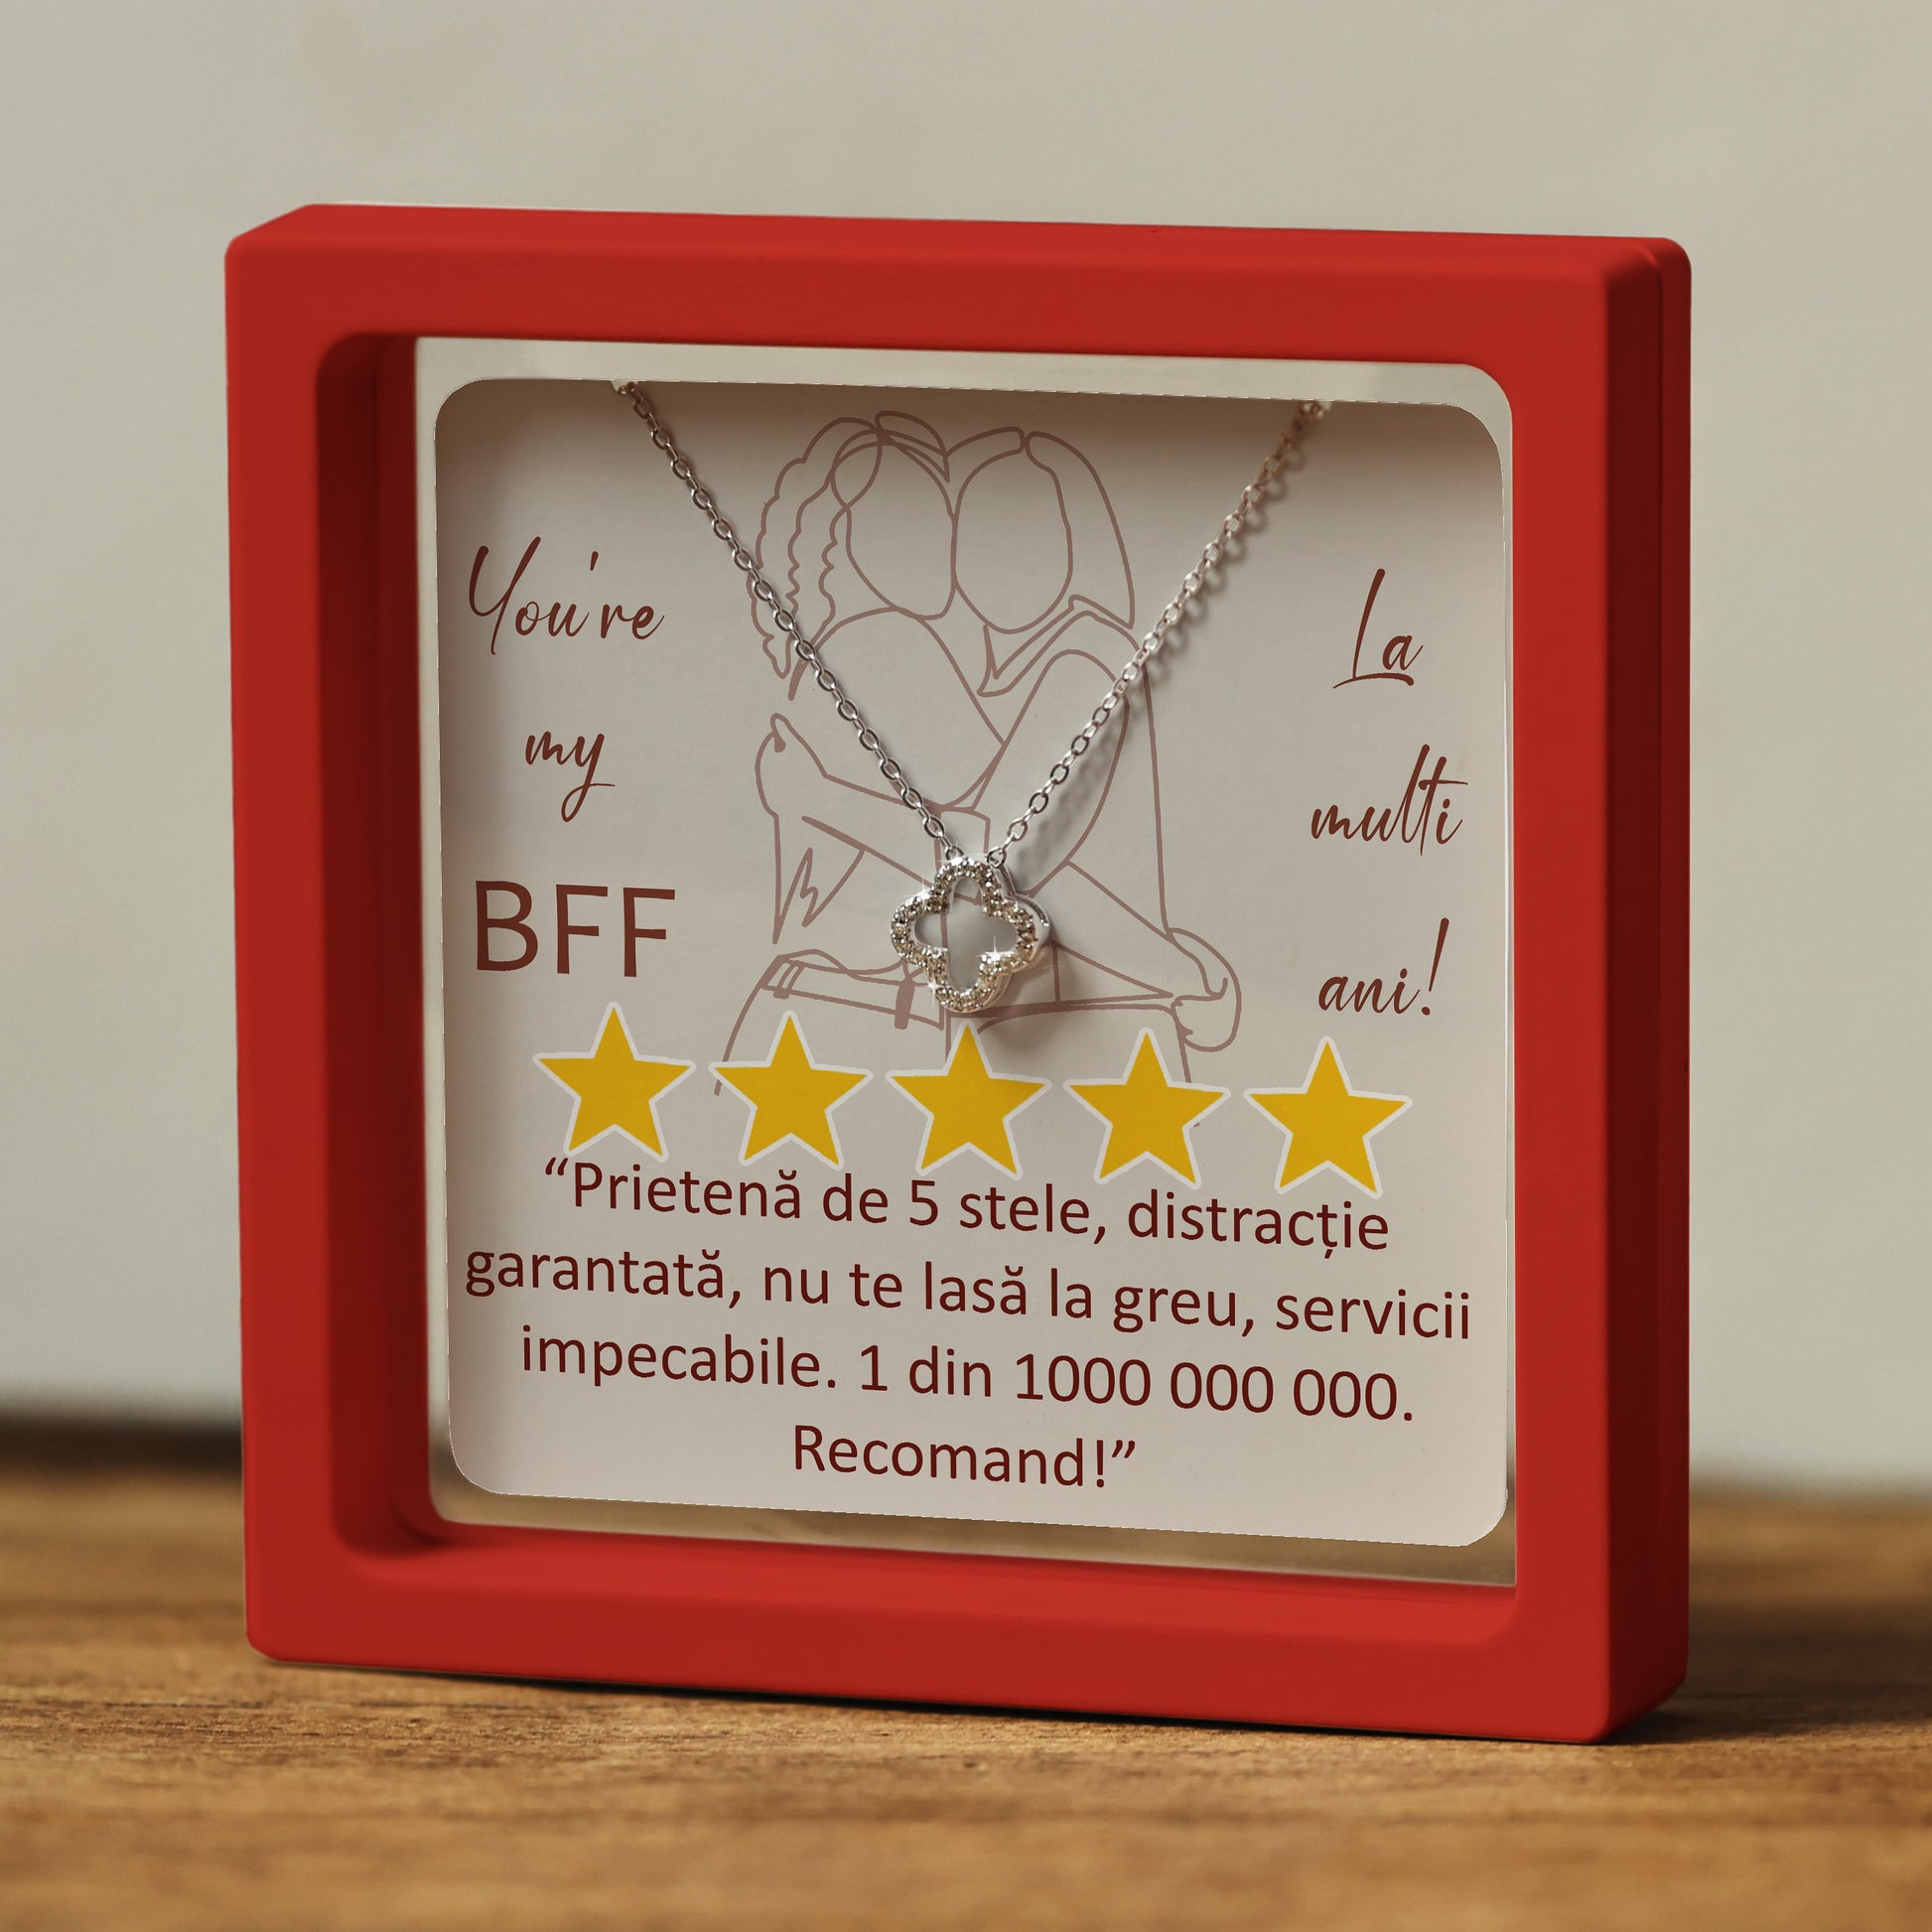 You're
my
BFF
La
multi
ani!
“Prietenă de 5 stele, distracție
garantată, nu te lasă la greu, servicii
impecabile. 1 din 1000 000 000.
Recomand!”